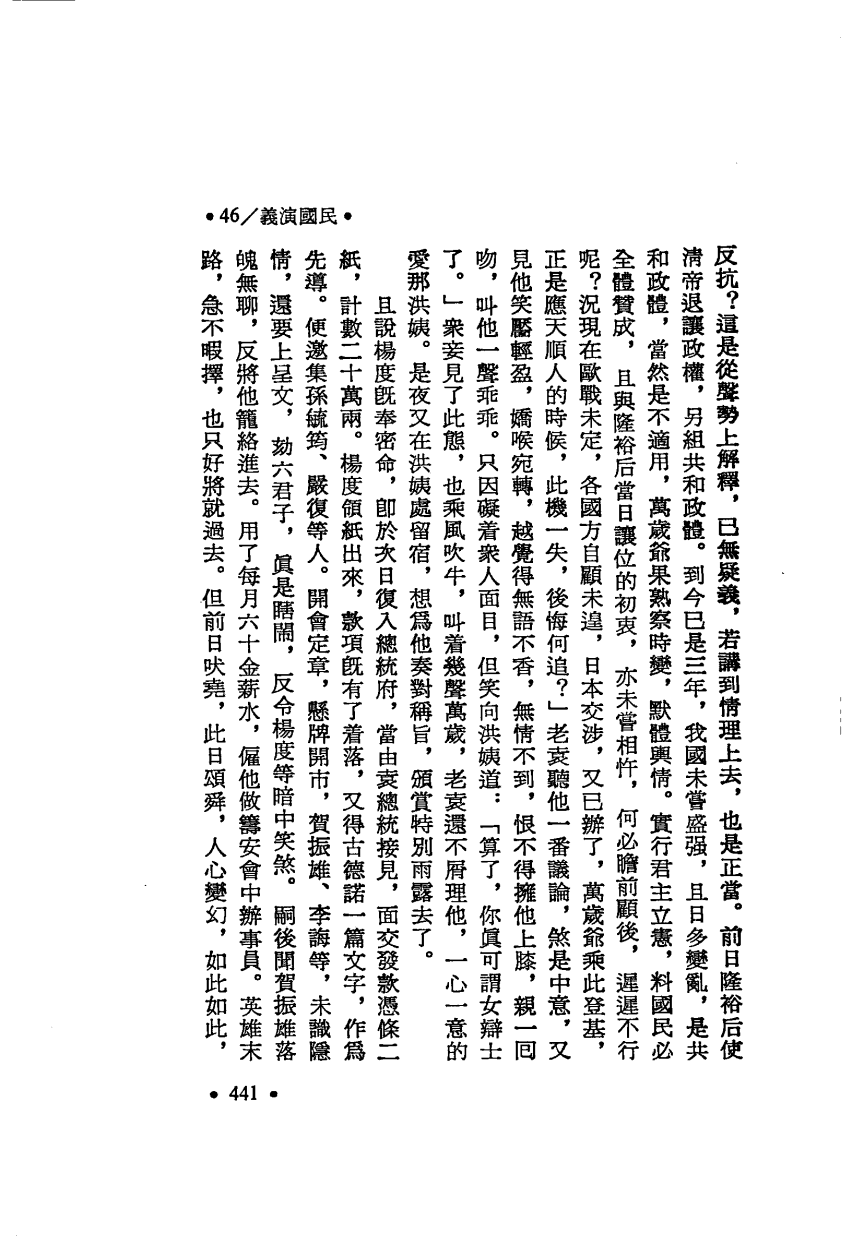 •46／義演國民•
反抗？這是從聲勢上解釋，已無疑義，若講到情理上去，也是正當。前日隆裕后使
清帝退讓政權，另組共和政體。到今已是三年，我國未嘗盛强，且日多變亂，是共
和政體，當然是不適用，萬歲爺果熟察時變，默體輿情。實行君主立憲，料國民必
全體贊成，且與隆裕后當日讓位的初衷，亦未嘗相忤，何必瞻前顧後，遲遲不行
呢？況現在歐戰未定，各國方自顧未遑，日本交涉，又已辦了，萬歲爺乘此登基，
正是應天順人的時候，此機一失，後悔何追？」老袁聽他一番議論，煞是中意，又
見他笑靨輕盈，嬌喉宛轉，越覺得無語不香，無情不到，恨不得擁他上膝，親一囘
吻，叫他一聲乖乖。只因礙着衆人面目，但笑向洪姨道：「算了，你眞可謂女辯士
了。」衆妾見了此態，也乘風吹牛，叫着幾聲萬歲，老袁還不屑理他，一心一意的
愛那洪姨。是夜又在洪姨處留宿，想爲他奏對稱旨，頒賞特別雨露去了。
且說楊度旣奉密命，卽於次日復入總統府，當由袁總統接見，面交發款憑條二
紙，計數二十萬兩。楊度領紙出來，款項旣有了着落，又得古德諾一篇文字，作爲
先導。便邀集孫毓筠、嚴復等人。開會定章，懸牌開市，賀振雄、李誨等，未識隱
情，還要上呈文，劾六君子，眞是瞎鬧，反令楊度等暗中笑煞。嗣後聞賀振雄落
魄無聊，反將他籠絡進去。用了每月六十金薪水，僱他做籌安會中辦事員。英雄末
路，急不暇擇，也只好將就過去。但前日吠堯，此日頌舜，人心變幻，如此如此，
•441•